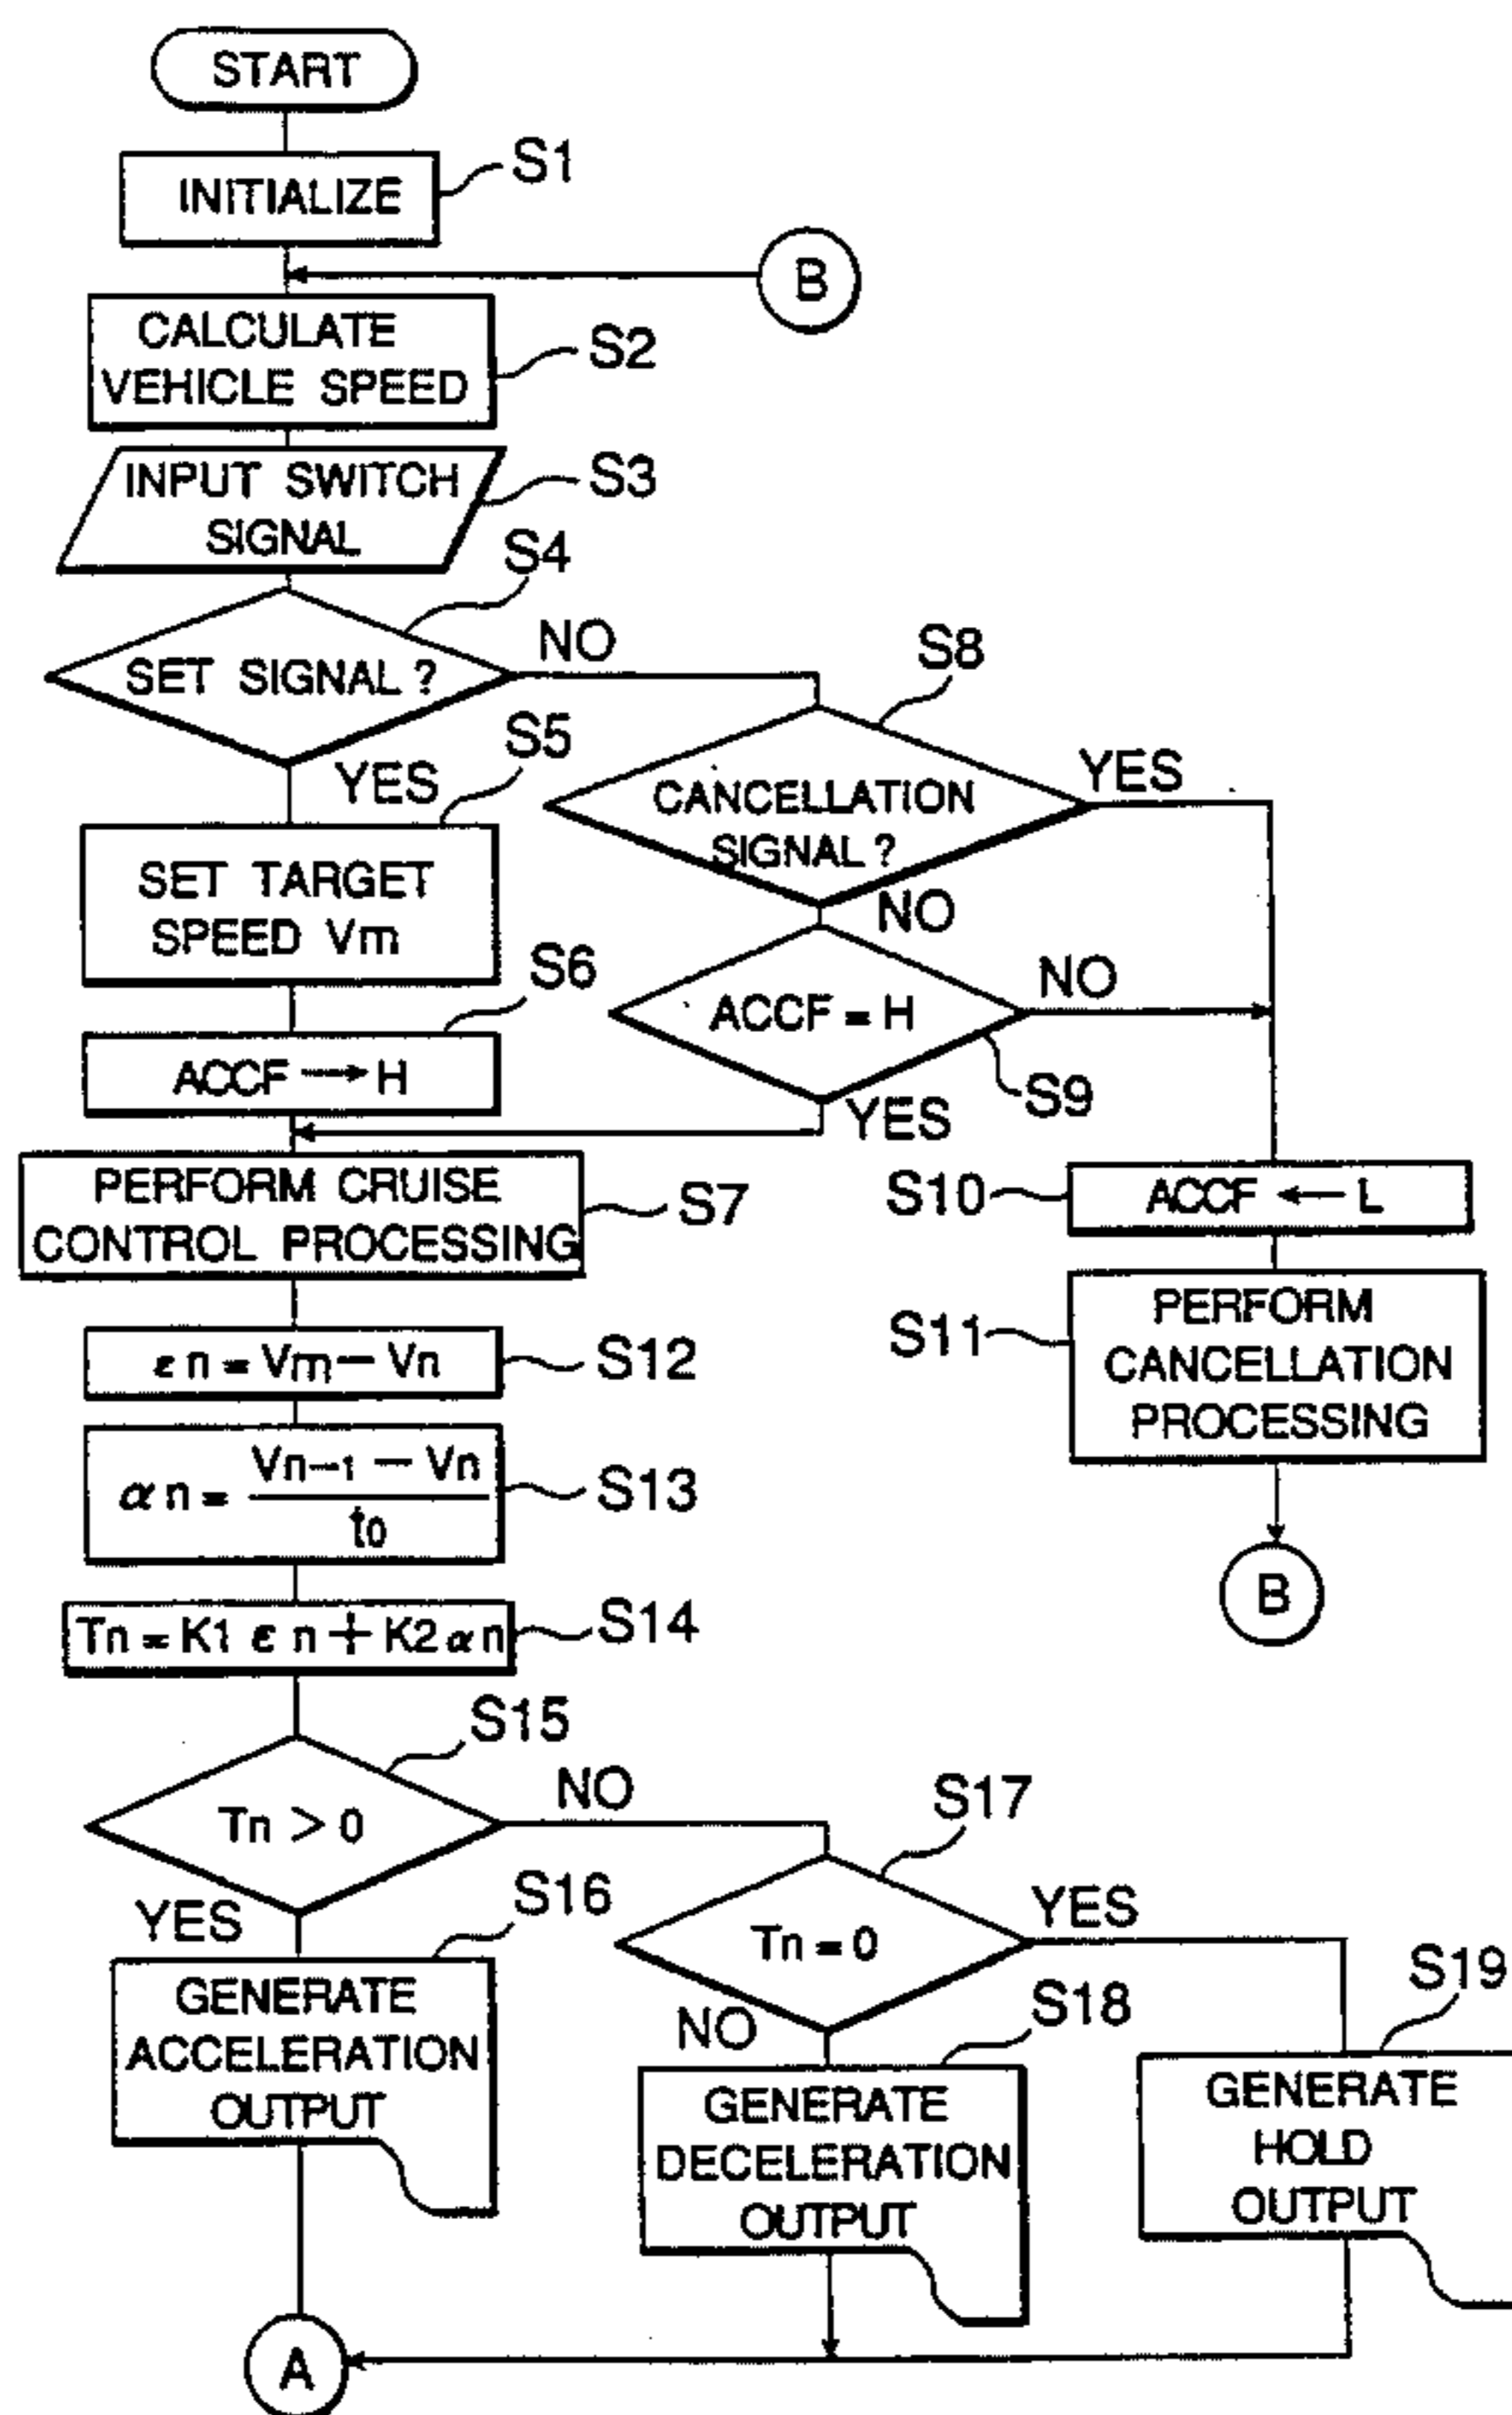 START
INITIALIZE
S1
B
CALCULATE
VEHICLE SPEED
S2
INPUT SWITCH
SIGNAL
S3
SET SIGNAL ?
S4
NO
YES
CANCELLATION
SIGNAL ?
S8
YES
NO
SET TARGET
SPEED Vm
S5
ACCF = H
S9
NO
YES
ACCF → H
S6
PERFORM CRUISE
CONTROL PROCESSING
S7
S10
ACCF ← L
S11
PERFORM
CANCELLATION
PROCESSING
B
εn = Vm − Vn
S12
αn = (Vn−1 − Vn) / t0
S13
Tn = K1 εn + K2 αn
S14
Tn > 0
S15
NO
YES
Tn = 0
S17
YES
NO
GENERATE
ACCELERATION
OUTPUT
S16
GENERATE
DECELERATION
OUTPUT
S18
GENERATE
HOLD
OUTPUT
S19
A